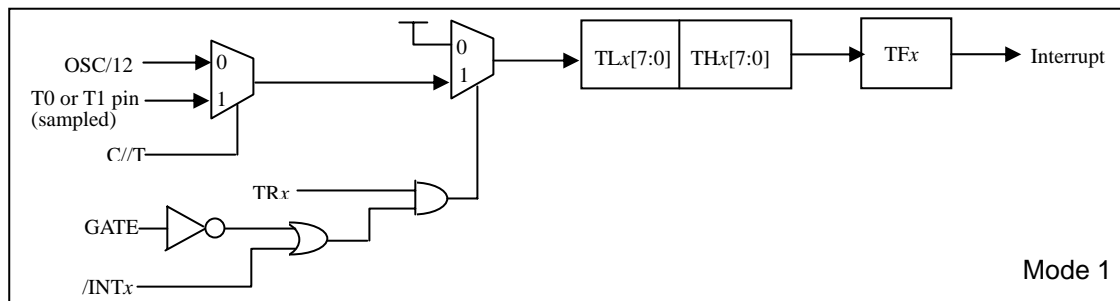 OSC/12
0
T0 or T1 pin
(sampled)
1
C//T
0
1
TLx[7:0]
THx[7:0]
TFx
Interrupt
TRx
GATE
/INTx
Mode 1